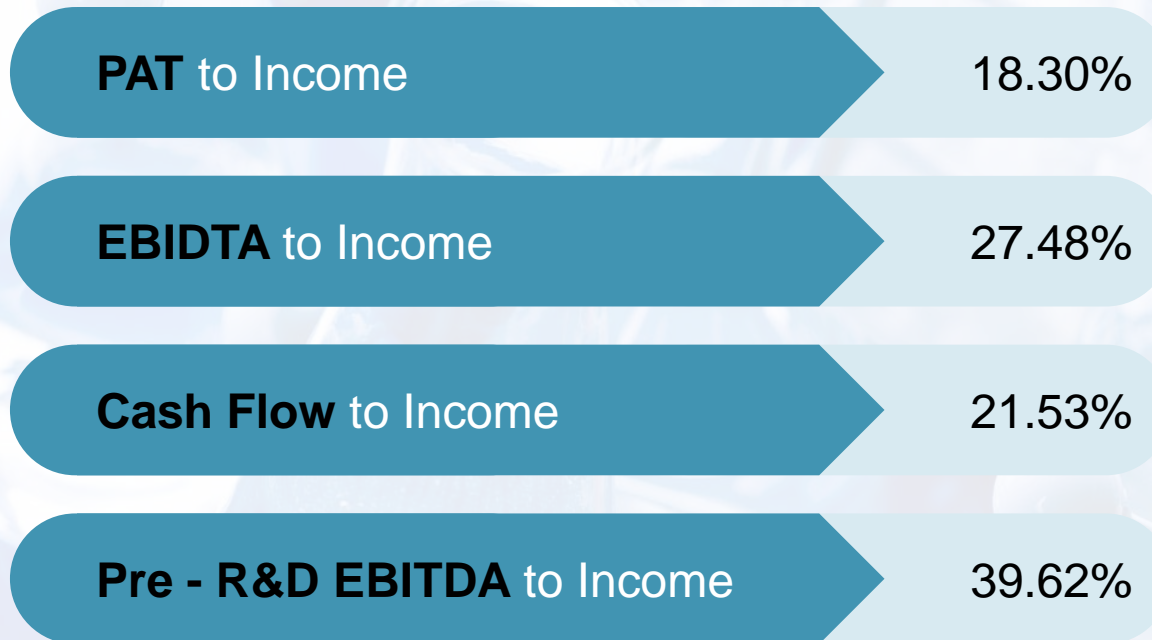 PAT to Income 18.30%
EBIDTA to Income 27.48%
Cash Flow to Income 21.53%
Pre - R&D EBITDA to Income 39.62%